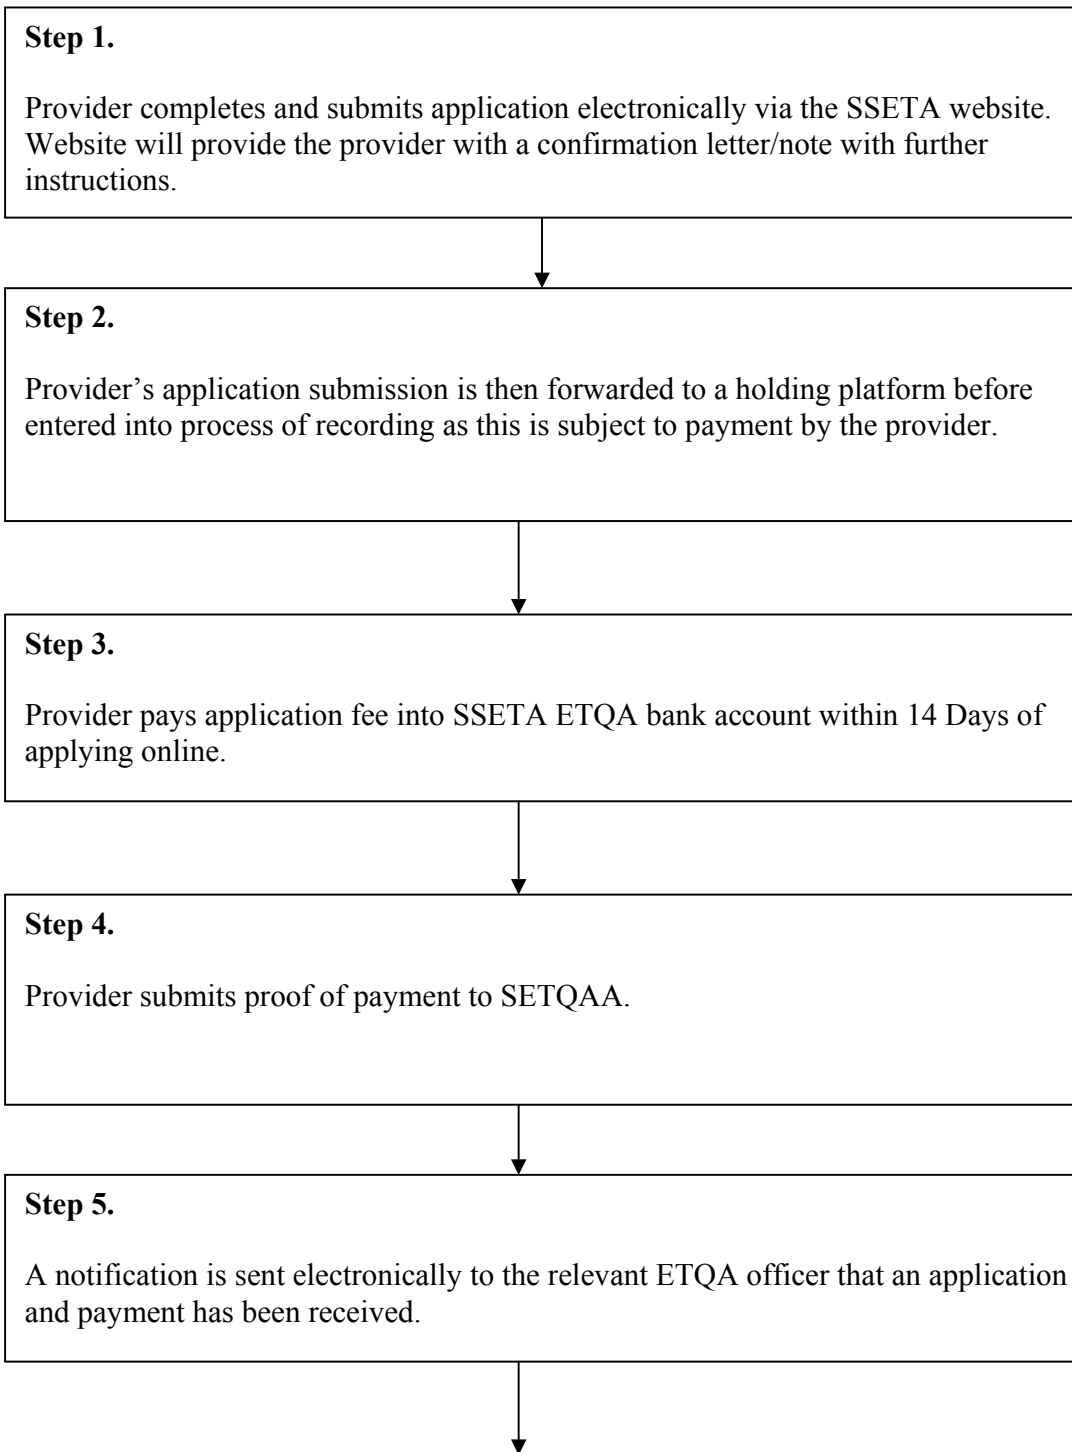 Step 1.
Provider completes and submits application electronically via the SSETA website.
Website will provide the provider with a confirmation letter/note with further
instructions.
Step 2.
Provider’s application submission is then forwarded to a holding platform before
entered into process of recording as this is subject to payment by the provider.
Step 3.
Provider pays application fee into SSETA ETQA bank account within 14 Days of
applying online.
Step 4.
Provider submits proof of payment to SETQAA.
Step 5.
A notification is sent electronically to the relevant ETQA officer that an application
and payment has been received.